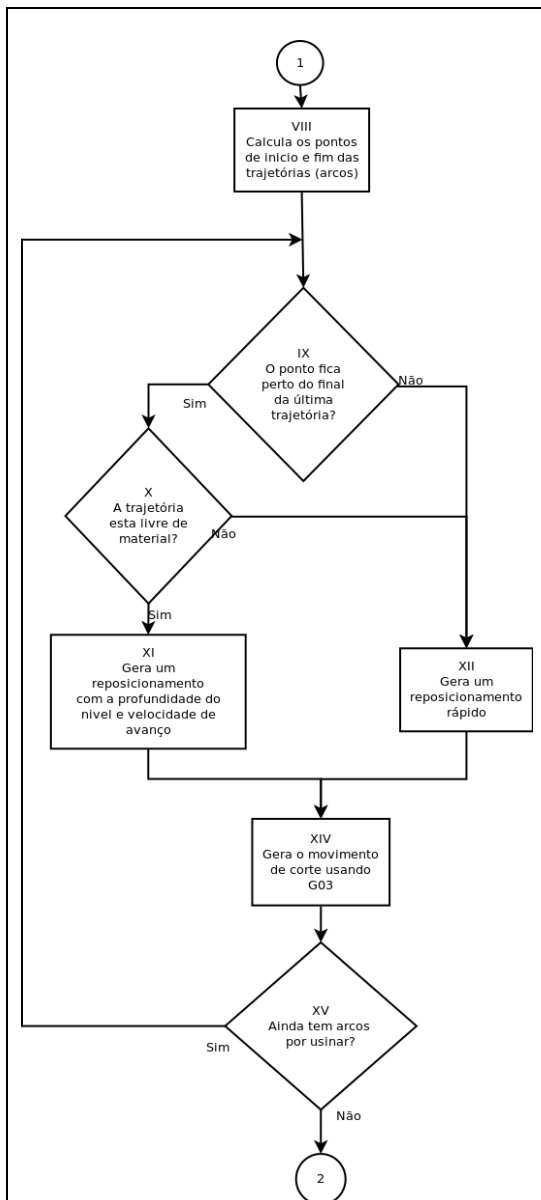 1
VIII
Calcula os pontos
de inicio e fim das
trajetórias (arcos)
IX
O ponto fica
perto do final
da última
trajetória?
Não
Sim
X
A trajetória
esta livre de
material?
Não
Sim
XI
Gera um
reposicionamento
com a profundidade do
nivel e velocidade de
avanço
XII
Gera um
reposicionamento
rápido
XIV
Gera o movimento
de corte usando
G03
XV
Ainda tem arcos
por usinar?
Sim
Não
2